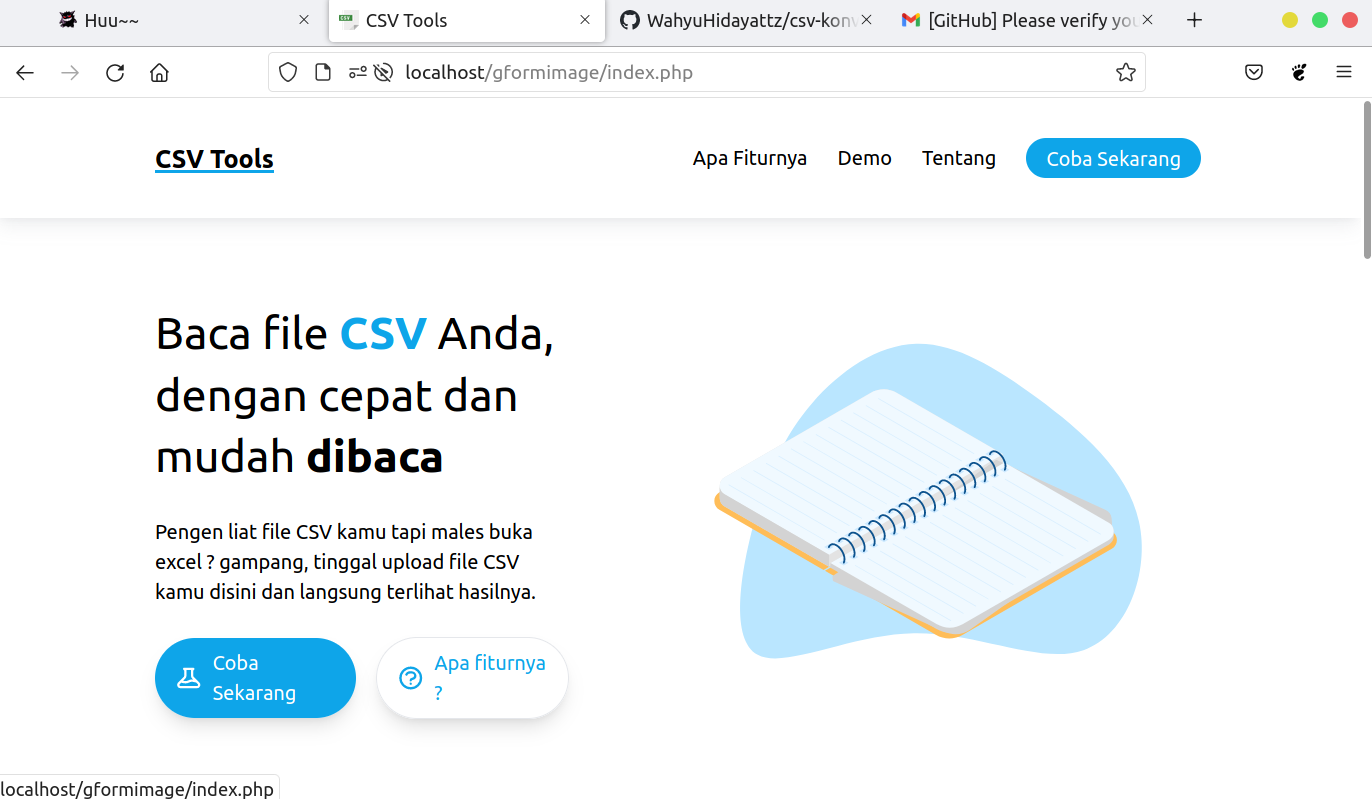 Huu~~
CSV Tools
WahyuHidayattz/csv-konv
[GitHub] Please verify you
localhost/gformimage/index.php
CSV Tools
Apa Fiturnya
Demo
Tentang
Coba Sekarang
Baca file CSV Anda,
dengan cepat dan
mudah dibaca
Pengen liat file CSV kamu tapi males buka
excel ? gampang, tinggal upload file CSV
kamu disini dan langsung terlihat hasilnya.
Coba
Sekarang
Apa fiturnya
?
localhost/gformimage/index.php